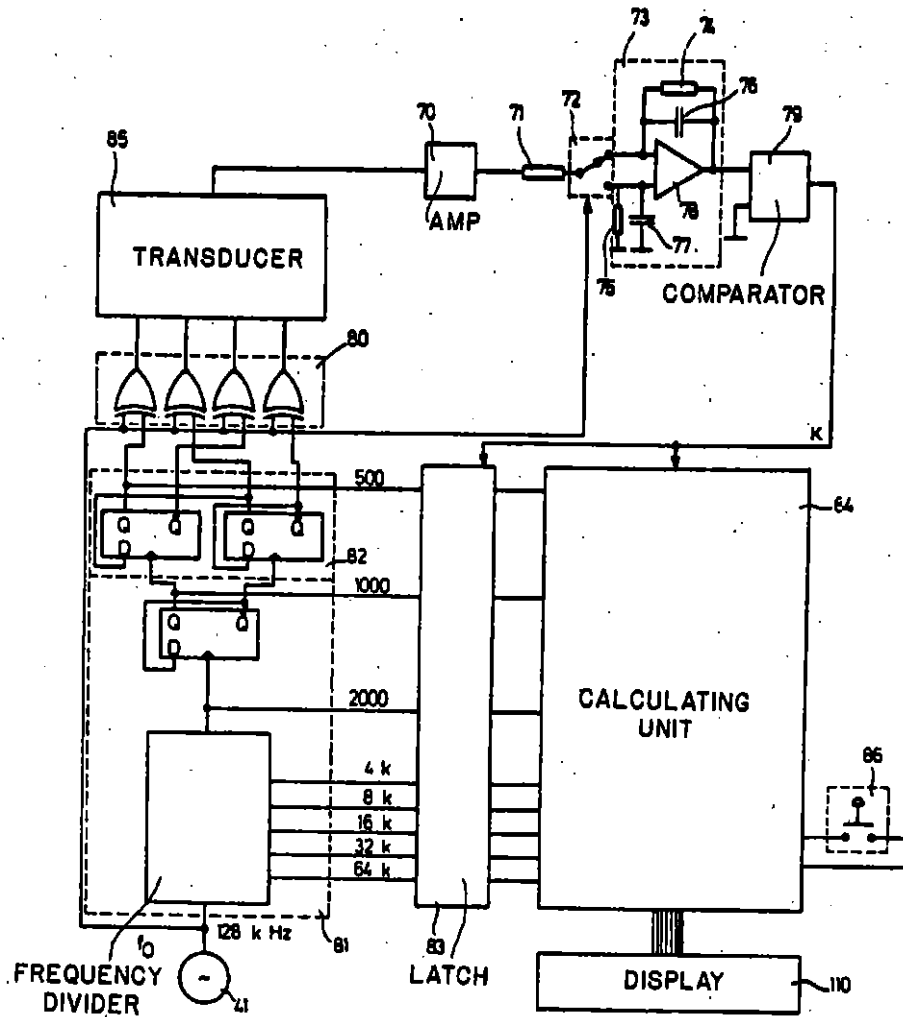 73
74
72
76
70
71
79
85
AMP
78
TRANSDUCER
77
75
COMPARATOR
80
K
500
64
Q Q Q Q
D D
82
1000
Q Q
D
2000
CALCULATING
UNIT
86
4 k
8 k
16 k
32 k
64 k
f0
128 k Hz
81
83
FREQUENCY
DIVIDER
~
41
LATCH
DISPLAY
110